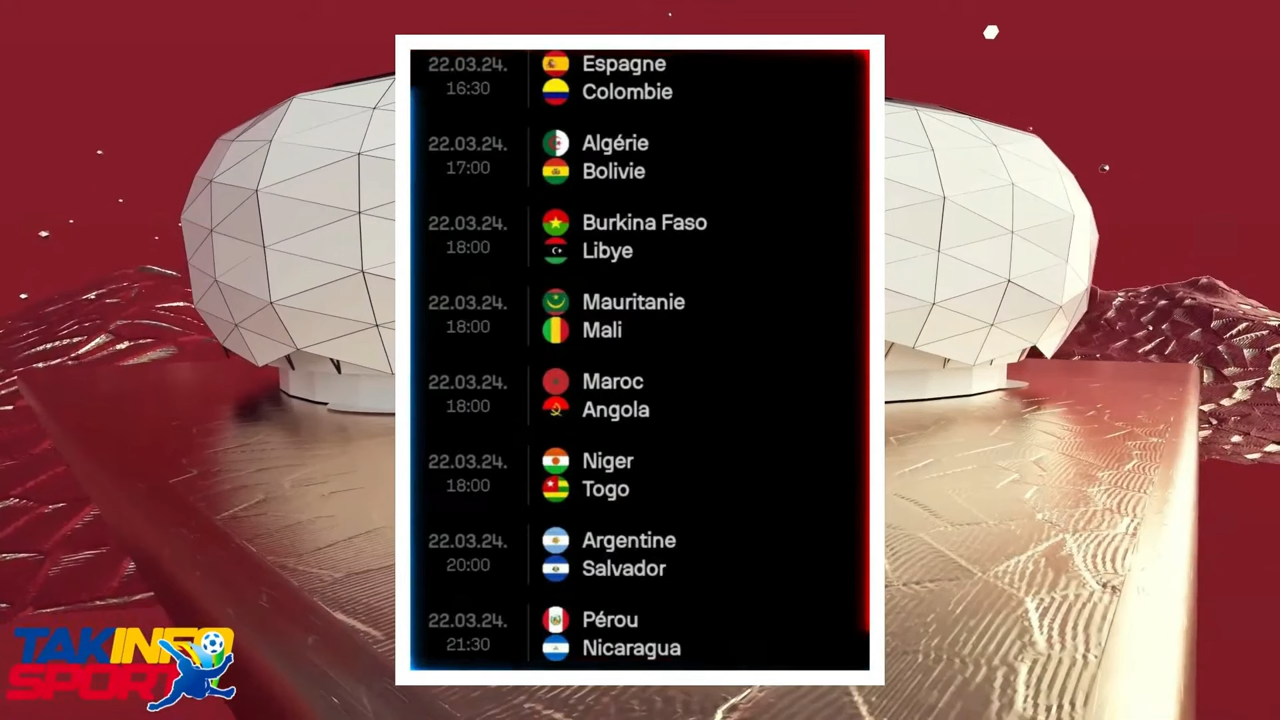 22.03.24.
16:30
Espagne
Colombie
22.03.24.
17:00
Algérie
Bolivie
22.03.24.
18:00
Burkina Faso
Libye
22.03.24.
18:00
Mauritanie
Mali
22.03.24.
18:00
Maroc
Angola
22.03.24.
18:00
Niger
Togo
22.03.24.
20:00
Argentine
Salvador
22.03.24.
21:30
Pérou
Nicaragua
TAKINFO
SPORT